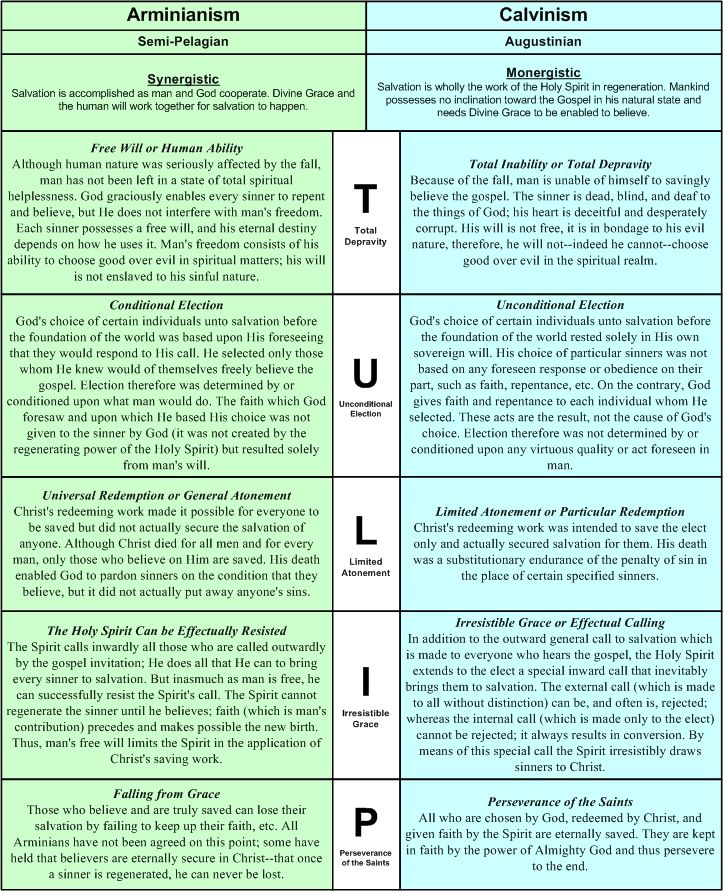 Arminianism
Calvinism
Semi-Pelagian
Augustinian
Synergistic
Salvation is accomplished as man and God cooperate. Divine Grace and
the human will work together for salvation to happen.
Monergistic
Salvation is wholly the work of the Holy Spirit in regeneration. Mankind
possesses no inclination toward the Gospel in his natural state and
needs Divine Grace to be enabled to believe.
Free Will or Human Ability
Although human nature was seriously affected by the fall,
man has not been left in a state of total spiritual
helplessness. God graciously enables every sinner to repent
and believe, but He does not interfere with man's freedom.
Each sinner possesses a free will, and his eternal destiny
depends on how he uses it. Man's freedom consists of his
ability to choose good over evil in spiritual matters; his will
is not enslaved to his sinful nature.
T
Total
Depravity
Total Inability or Total Depravity
Because of the fall, man is unable of himself to savingly
believe the gospel. The sinner is dead, blind, and deaf to
the things of God; his heart is deceitful and desperately
corrupt. His will is not free, it is in bondage to his evil
nature, therefore, he will not--indeed he cannot--choose
good over evil in the spiritual realm.
Conditional Election
God's choice of certain individuals unto salvation before
the foundation of the world was based upon His foreseeing
that they would respond to His call. He selected only those
whom He knew would of themselves freely believe the
gospel. Election therefore was determined by or
conditioned upon what man would do. The faith which God
foresaw and upon which He based His choice was
not given to the sinner by God (it was not created by the
regenerating power of the Holy Spirit) but resulted solely
from man's will.
U
Unconditional
Election
Unconditional Election
God's choice of certain individuals unto salvation before
the foundation of the world rested solely in His own
sovereign will. His choice of particular sinners was not
based on any foreseen response or obedience on their
part, such as faith, repentance, etc. On the contrary, God
gives faith and repentance to each individual whom He
selected. These acts are the result, not the cause of God's
choice. Election therefore was not determined by or
conditioned upon any virtuous quality or act foreseen in
man.
Universal Redemption or General Atonement
Christ's redeeming work made it possible for everyone to
be saved but did not actually secure the salvation of
anyone. Although Christ died for all men and for every
man, only those who believe on Him are saved. His death
enabled God to pardon sinners on the condition that they
believe, but it did not actually put away anyone's sins.
L
Limited
Atonement
Limited Atonement or Particular Redemption
Christ's redeeming work was intended to save the elect
only and actually secured salvation for them. His death
was a substitutionary endurance of the penalty of sin in
the place of certain specified sinners.
The Holy Spirit Can be Effectually Resisted
The Spirit calls inwardly all those who are called outwardly
by the gospel invitation; He does all that He can to bring
every sinner to salvation. But inasmuch as man is free, he
can successfully resist the Spirit's call. The Spirit cannot
regenerate the sinner until he believes; faith (which is man's
contribution) precedes and makes possible the new birth.
Thus, man's free will limits the Spirit in the application of
Christ's saving work.
I
Irresistible
Grace
Irresistible Grace or Effectual Calling
In addition to the outward general call to salvation which
is made to everyone who hears the gospel, the Holy Spirit
extends to the elect a special inward call that inevitably
brings them to salvation. The external call (which is made
to all without distinction) can be, and often is, rejected;
whereas the internal call (which is made only to the elect)
cannot be rejected; it always results in conversion. By
means of this special call the Spirit irresistibly draws
sinners to Christ.
Falling from Grace
Those who believe and are truly saved can lose their
salvation by failing to keep up their faith, etc. All
Arminians have not been agreed on this point; some have
held that believers are eternally secure in Christ--that once
a sinner is regenerated, he can never be lost.
P
Perseverance
of the Saints
Perseverance of the Saints
All who are chosen by God, redeemed by Christ, and
given faith by the Spirit are eternally saved. They are kept
in faith by the power of Almighty God and thus persevere
to the end.